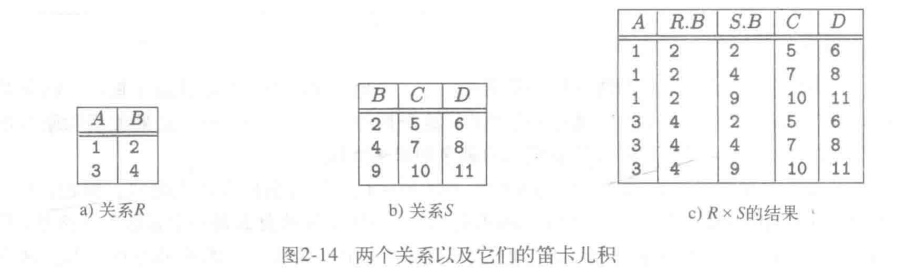 A B
1 2
3 4
a) 关系R
B C D
2 5 6
4 7 8
9 10 11
b) 关系S
A R.B S.B C D
1 2 2 5 6
1 2 4 7 8
1 2 9 10 11
3 4 2 5 6
3 4 4 7 8
3 4 9 10 11
c) R × S的结果
图2-14 两个关系以及它们的笛卡儿积